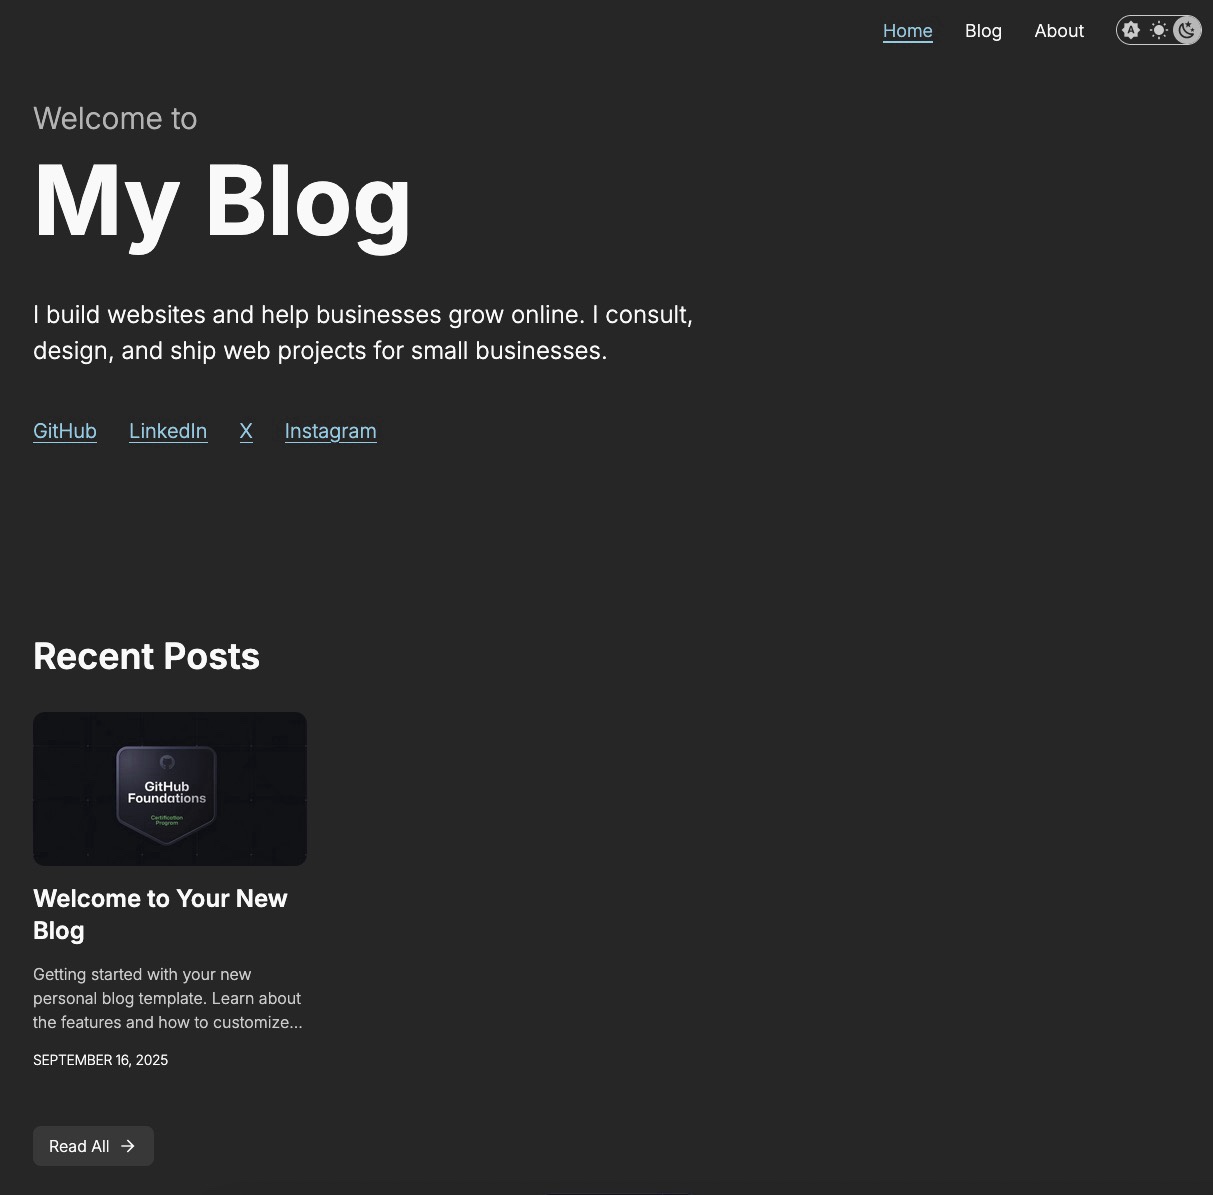 Home Blog About A
Welcome to
My Blog
I build websites and help businesses grow online. I consult,
design, and ship web projects for small businesses.
GitHub LinkedIn X Instagram
Recent Posts
GitHub
Foundations
Certification
Program
Welcome to Your New
Blog
Getting started with your new
personal blog template. Learn about
the features and how to customize...
SEPTEMBER 16, 2025
Read All →